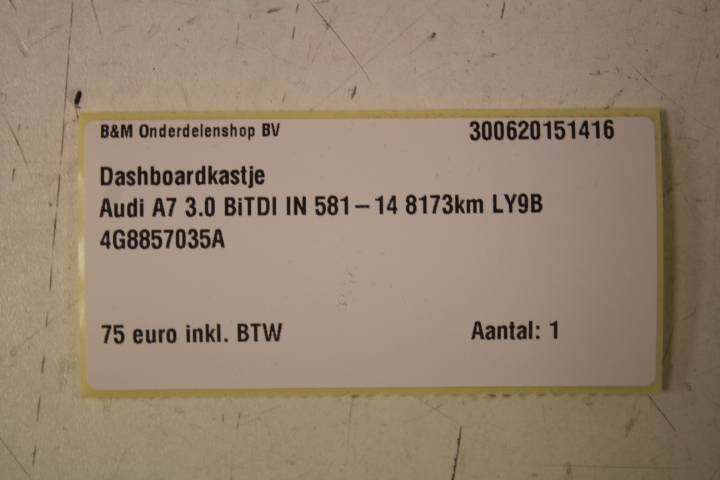 B&M Onderdelenshop BV 300620151416
Dashboardkastje
Audi A7 3.0 BiTDI IN 581-14 8173km LY9B
4G8857035A
75 euro inkl. BTW Aantal: 1